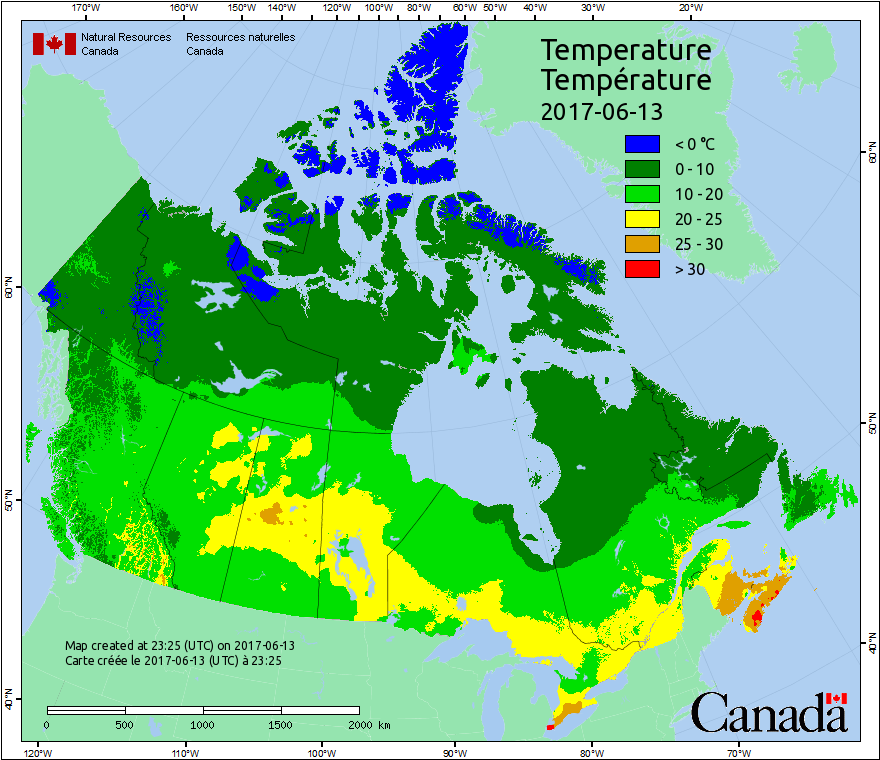 170°W 160°W 150°W 140°W 130°W 120°W 110°W 100°W 80°W 60°W 50°W 40°W 30°W 20°W
Natural Resources Canada
Ressources naturelles Canada
Temperature
Température
2017-06-13
< 0 °C
0 - 10
10 - 20
20 - 25
25 - 30
> 30
60°N
60°N
50°N
50°N
40°N
40°N
Map created at 23:25 (UTC) on 2017-06-13
Carte créée le 2017-06-13 (UTC) à 23:25
0 500 1000 1500 2000 km
Canada
120°W 110°W 100°W 90°W 80°W 70°W